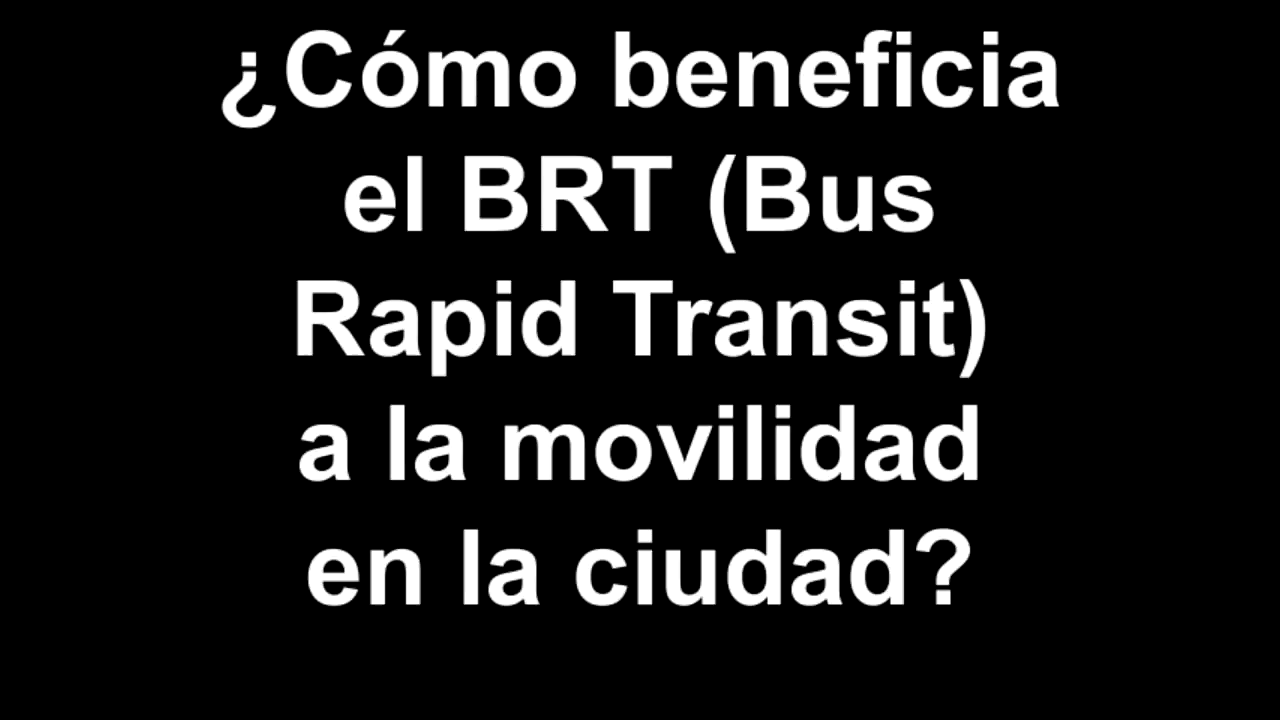 ¿Cómo beneficia
el BRT (Bus
Rapid Transit)
a la movilidad
en la ciudad?